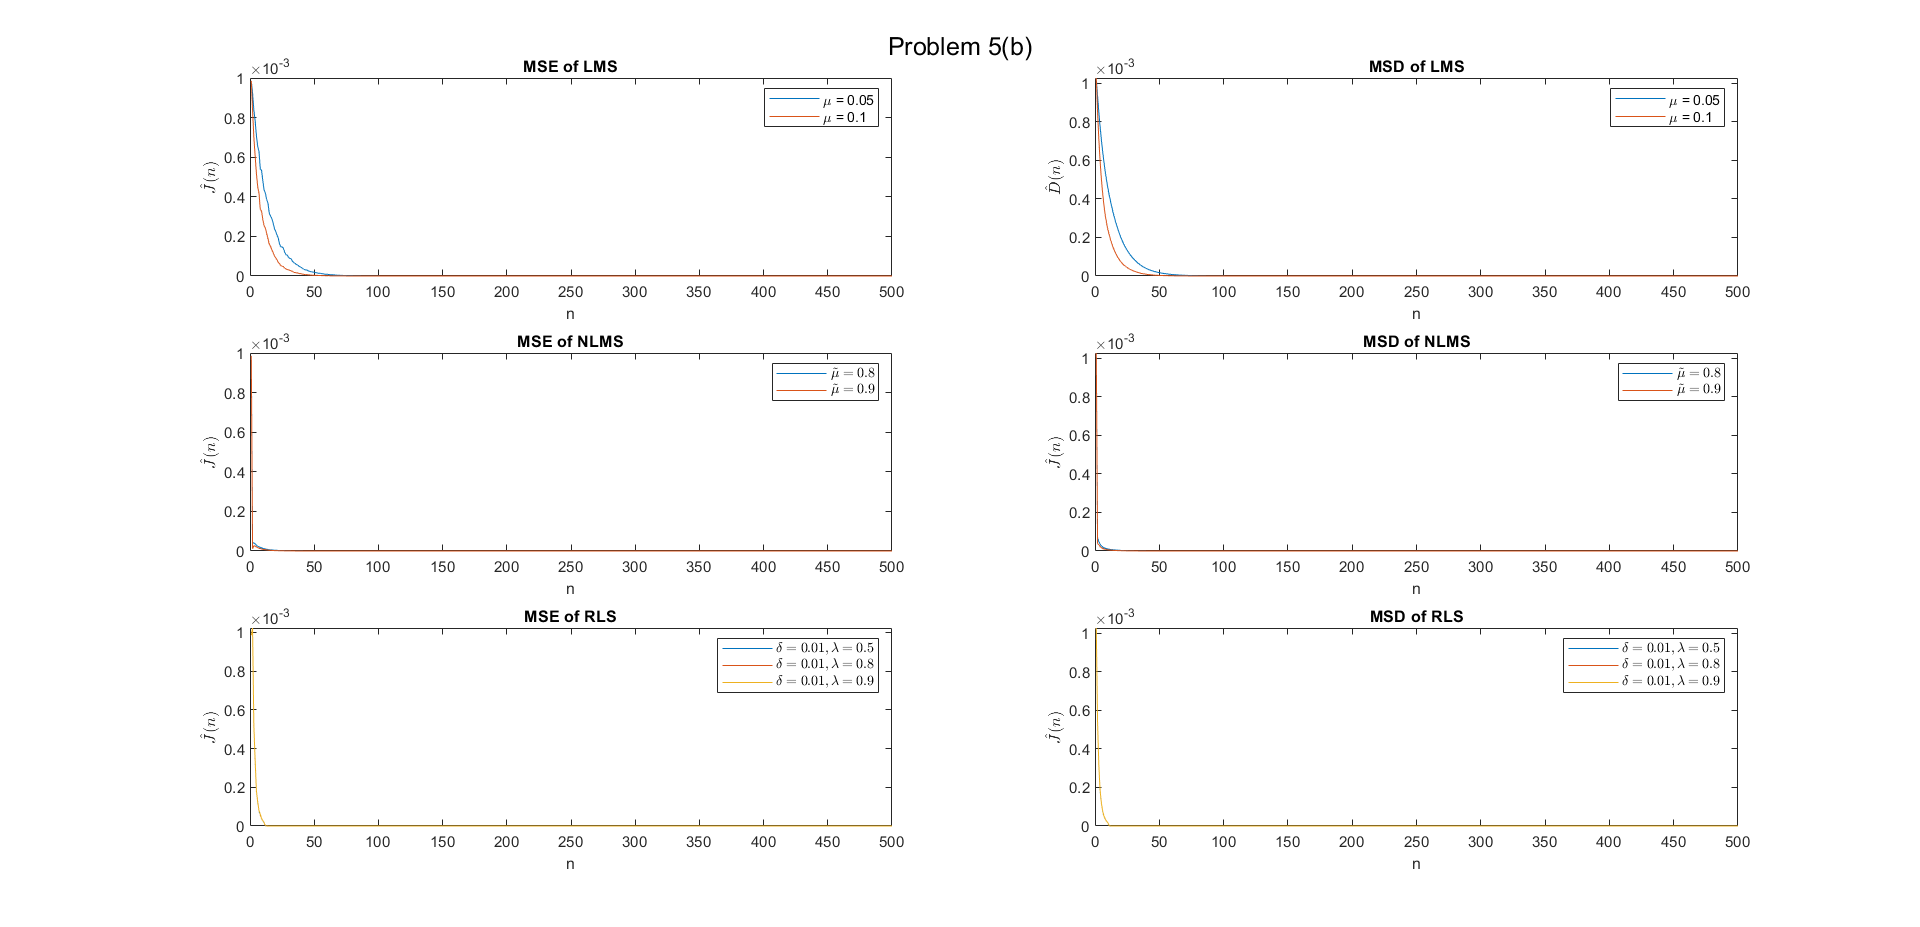 Problem 5(b)
MSE of LMS
×10-3
1
0.8
0.6
0.4
0.2
0
Ĵ(n)
μ = 0.05
μ = 0.1
0 50 100 150 200 250 300 350 400 450 500
n
MSD of LMS
×10-3
1
0.8
0.6
0.4
0.2
0
D̂(n)
μ = 0.05
μ = 0.1
0 50 100 150 200 250 300 350 400 450 500
n
MSE of NLMS
×10-3
1
0.8
0.6
0.4
0.2
0
Ĵ(n)
μ̃ = 0.8
μ̃ = 0.9
0 50 100 150 200 250 300 350 400 450 500
n
MSD of NLMS
×10-3
1
0.8
0.6
0.4
0.2
0
Ĵ(n)
μ̃ = 0.8
μ̃ = 0.9
0 50 100 150 200 250 300 350 400 450 500
n
MSE of RLS
×10-3
1
0.8
0.6
0.4
0.2
0
Ĵ(n)
δ = 0.01, λ = 0.5
δ = 0.01, λ = 0.8
δ = 0.01, λ = 0.9
0 50 100 150 200 250 300 350 400 450 500
n
MSD of RLS
×10-3
1
0.8
0.6
0.4
0.2
0
Ĵ(n)
δ = 0.01, λ = 0.5
δ = 0.01, λ = 0.8
δ = 0.01, λ = 0.9
0 50 100 150 200 250 300 350 400 450 500
n